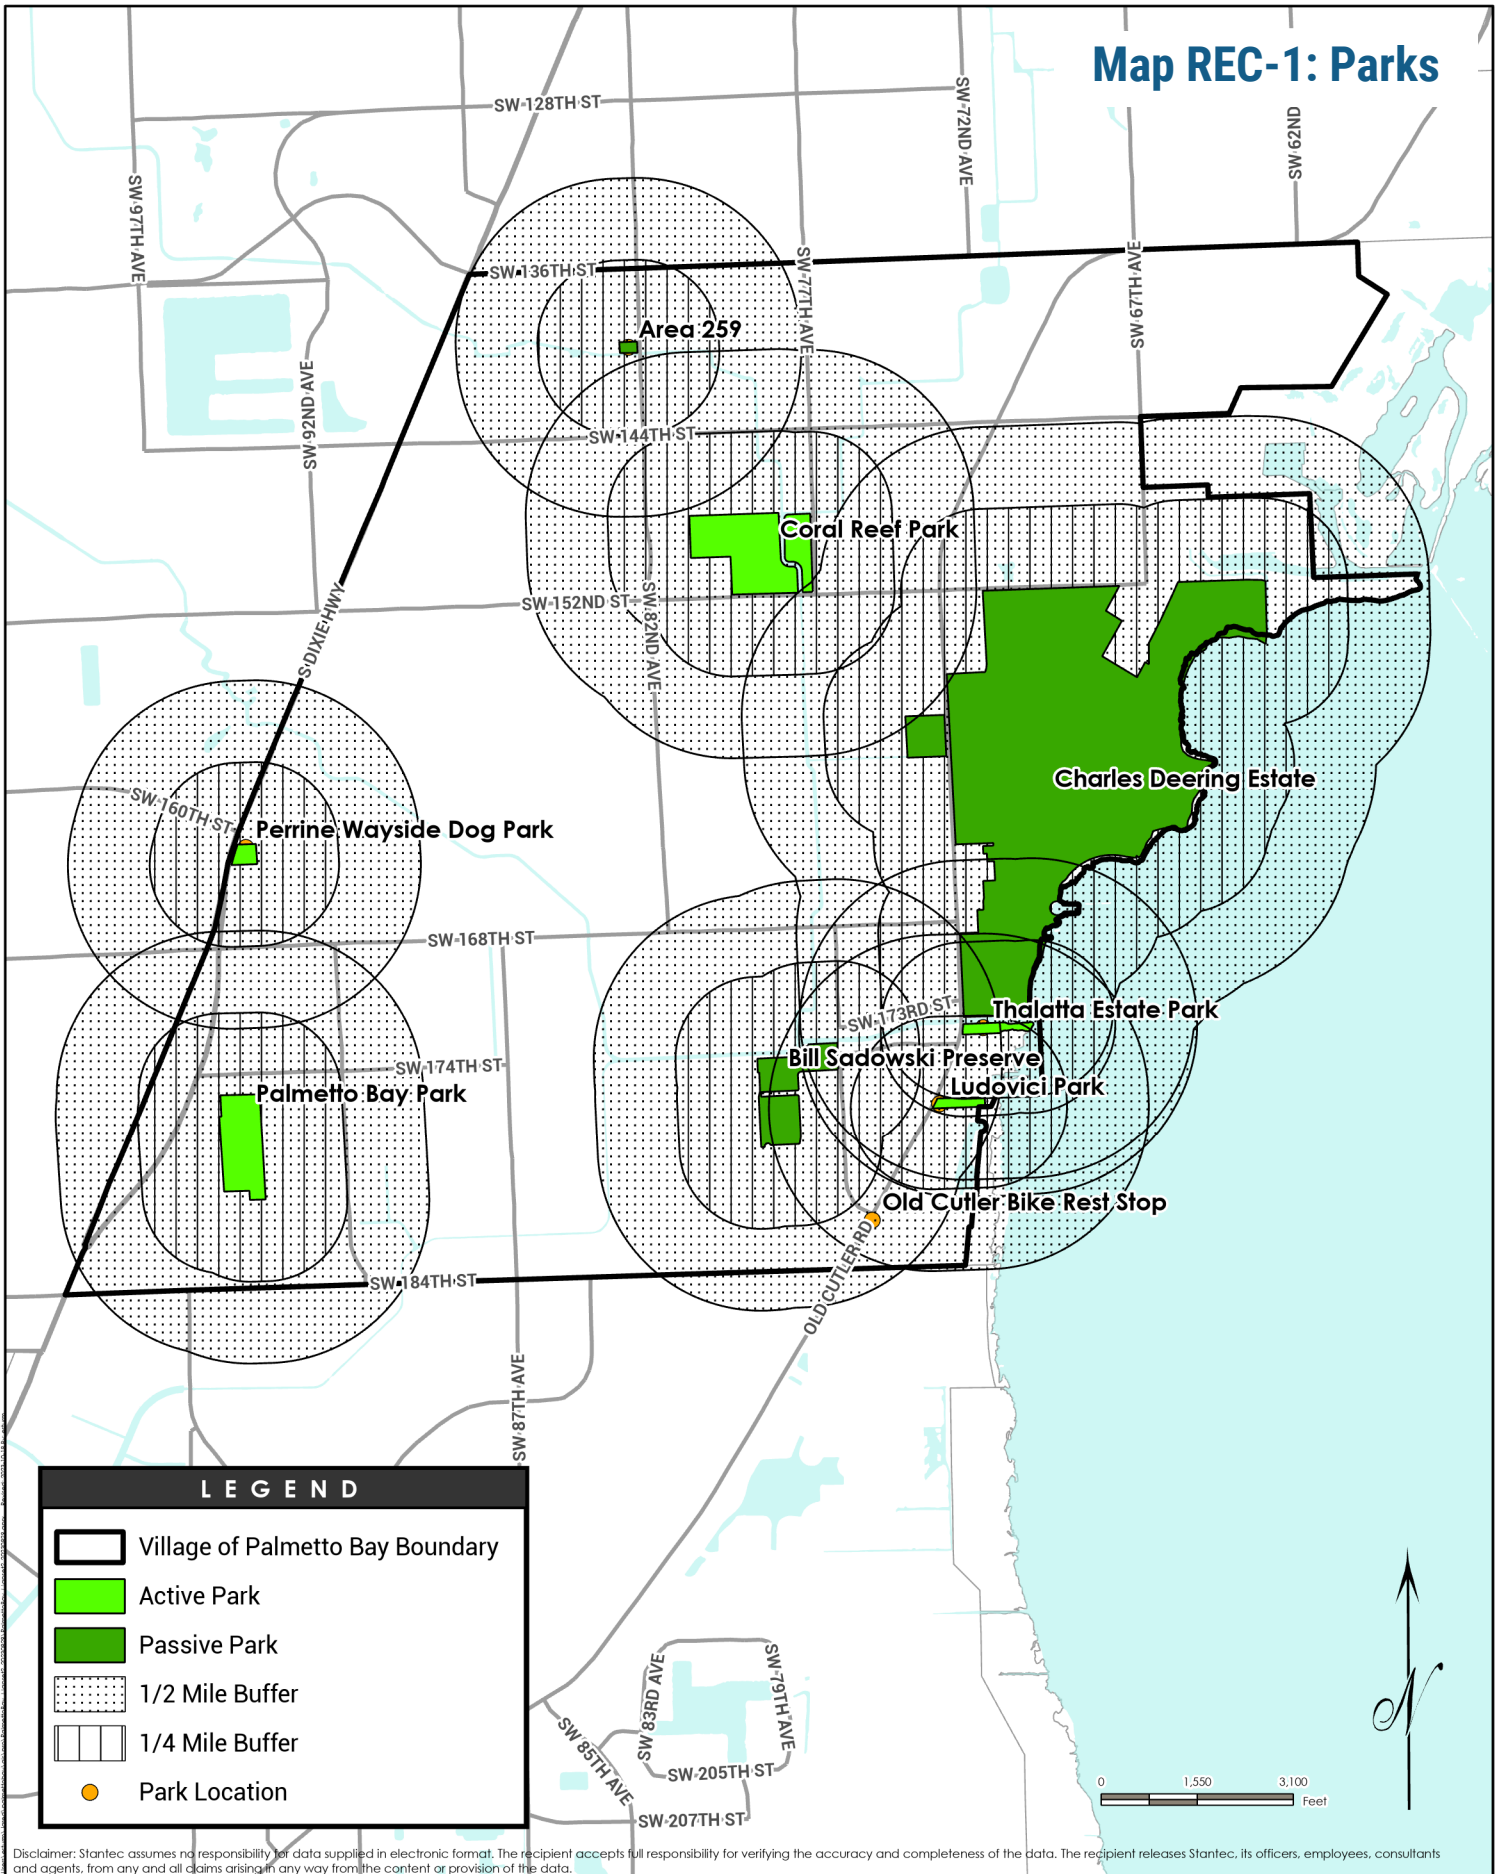 Map REC-1: Parks
SW 128TH ST
SW 72ND AVE
SW 62ND
SW 97TH AVE
SW 136TH ST
SW 77TH AVE
SW 67TH AVE
Area 259
SW 92ND AVE
SW 144TH ST
Coral Reef Park
SW 152ND ST
SW 82ND AVE
S DIXIE HWY
Charles Deering Estate
SW 160TH ST
Perrine Wayside Dog Park
SW 168TH ST
SW 173RD ST
Thalatta Estate Park
SW 174TH ST
Bill Sadowski Preserve
Palmetto Bay Park
Ludovici Park
Old Cutler Bike Rest Stop
SW 184TH ST
OLD CUTLER RD
SW 87TH AVE
LEGEND
Village of Palmetto Bay Boundary
Active Park
Passive Park
1/2 Mile Buffer
1/4 Mile Buffer
Park Location
SW 83RD AVE
SW 79TH AVE
SW 85TH AVE
SW 205TH ST
SW 207TH ST
N
0 1,550 3,100
Feet
Disclaimer: Stantec assumes no responsibility for data supplied in electronic format. The recipient accepts full responsibility for verifying the accuracy and completeness of the data. The recipient releases Stantec, its officers, employees, consultants
and agents, from any and all claims arising in any way from the content or provision of the data.